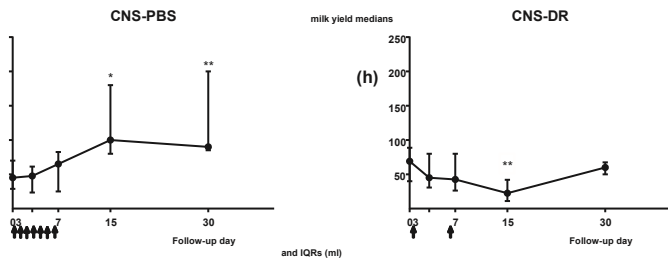 CNS-PBS
milk yield medians
CNS-DR
(h)
250
200
150
100
50
*
**
**
03 7 15 30
03 7 15 30
Follow-up day
Follow-up day
and IQRs (ml)